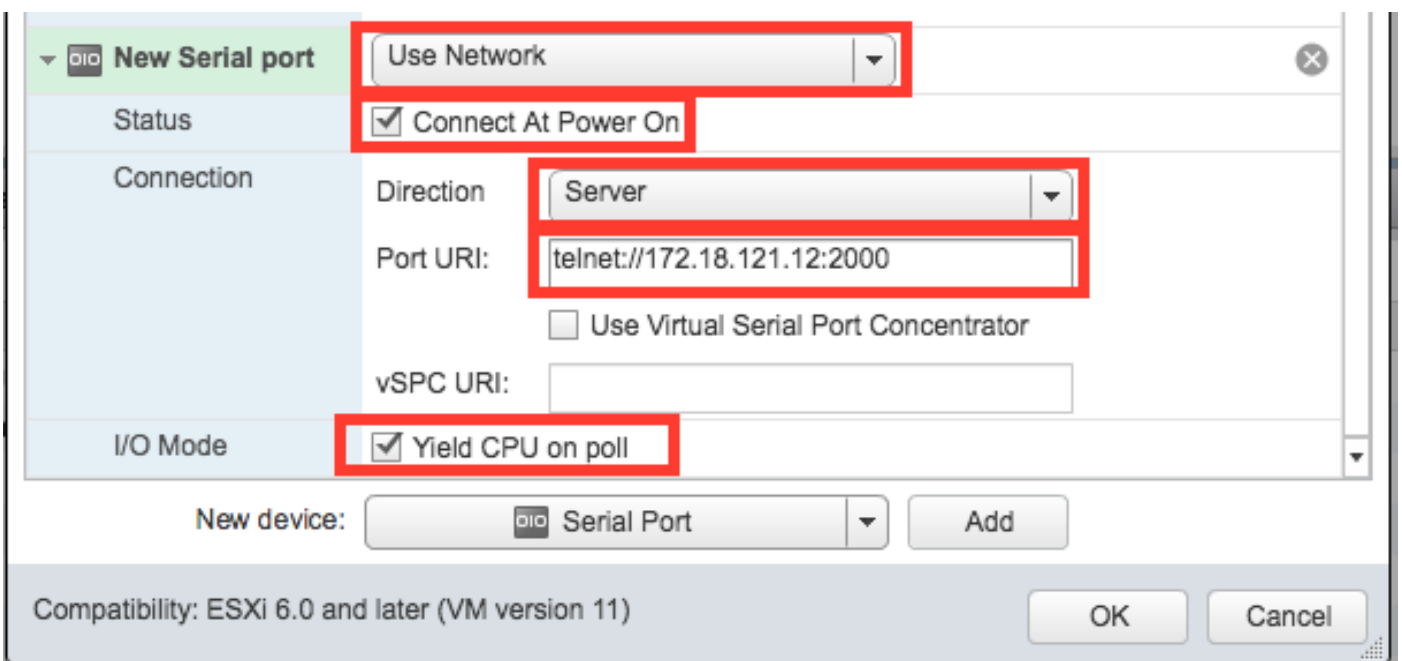 New Serial port Use Network
Status Connect At Power On
Connection Direction Server
Port URI: telnet://172.18.121.12:2000
Use Virtual Serial Port Concentrator
vSPC URI:
I/O Mode Yield CPU on poll
New device: Serial Port Add
Compatibility: ESXi 6.0 and later (VM version 11) OK Cancel